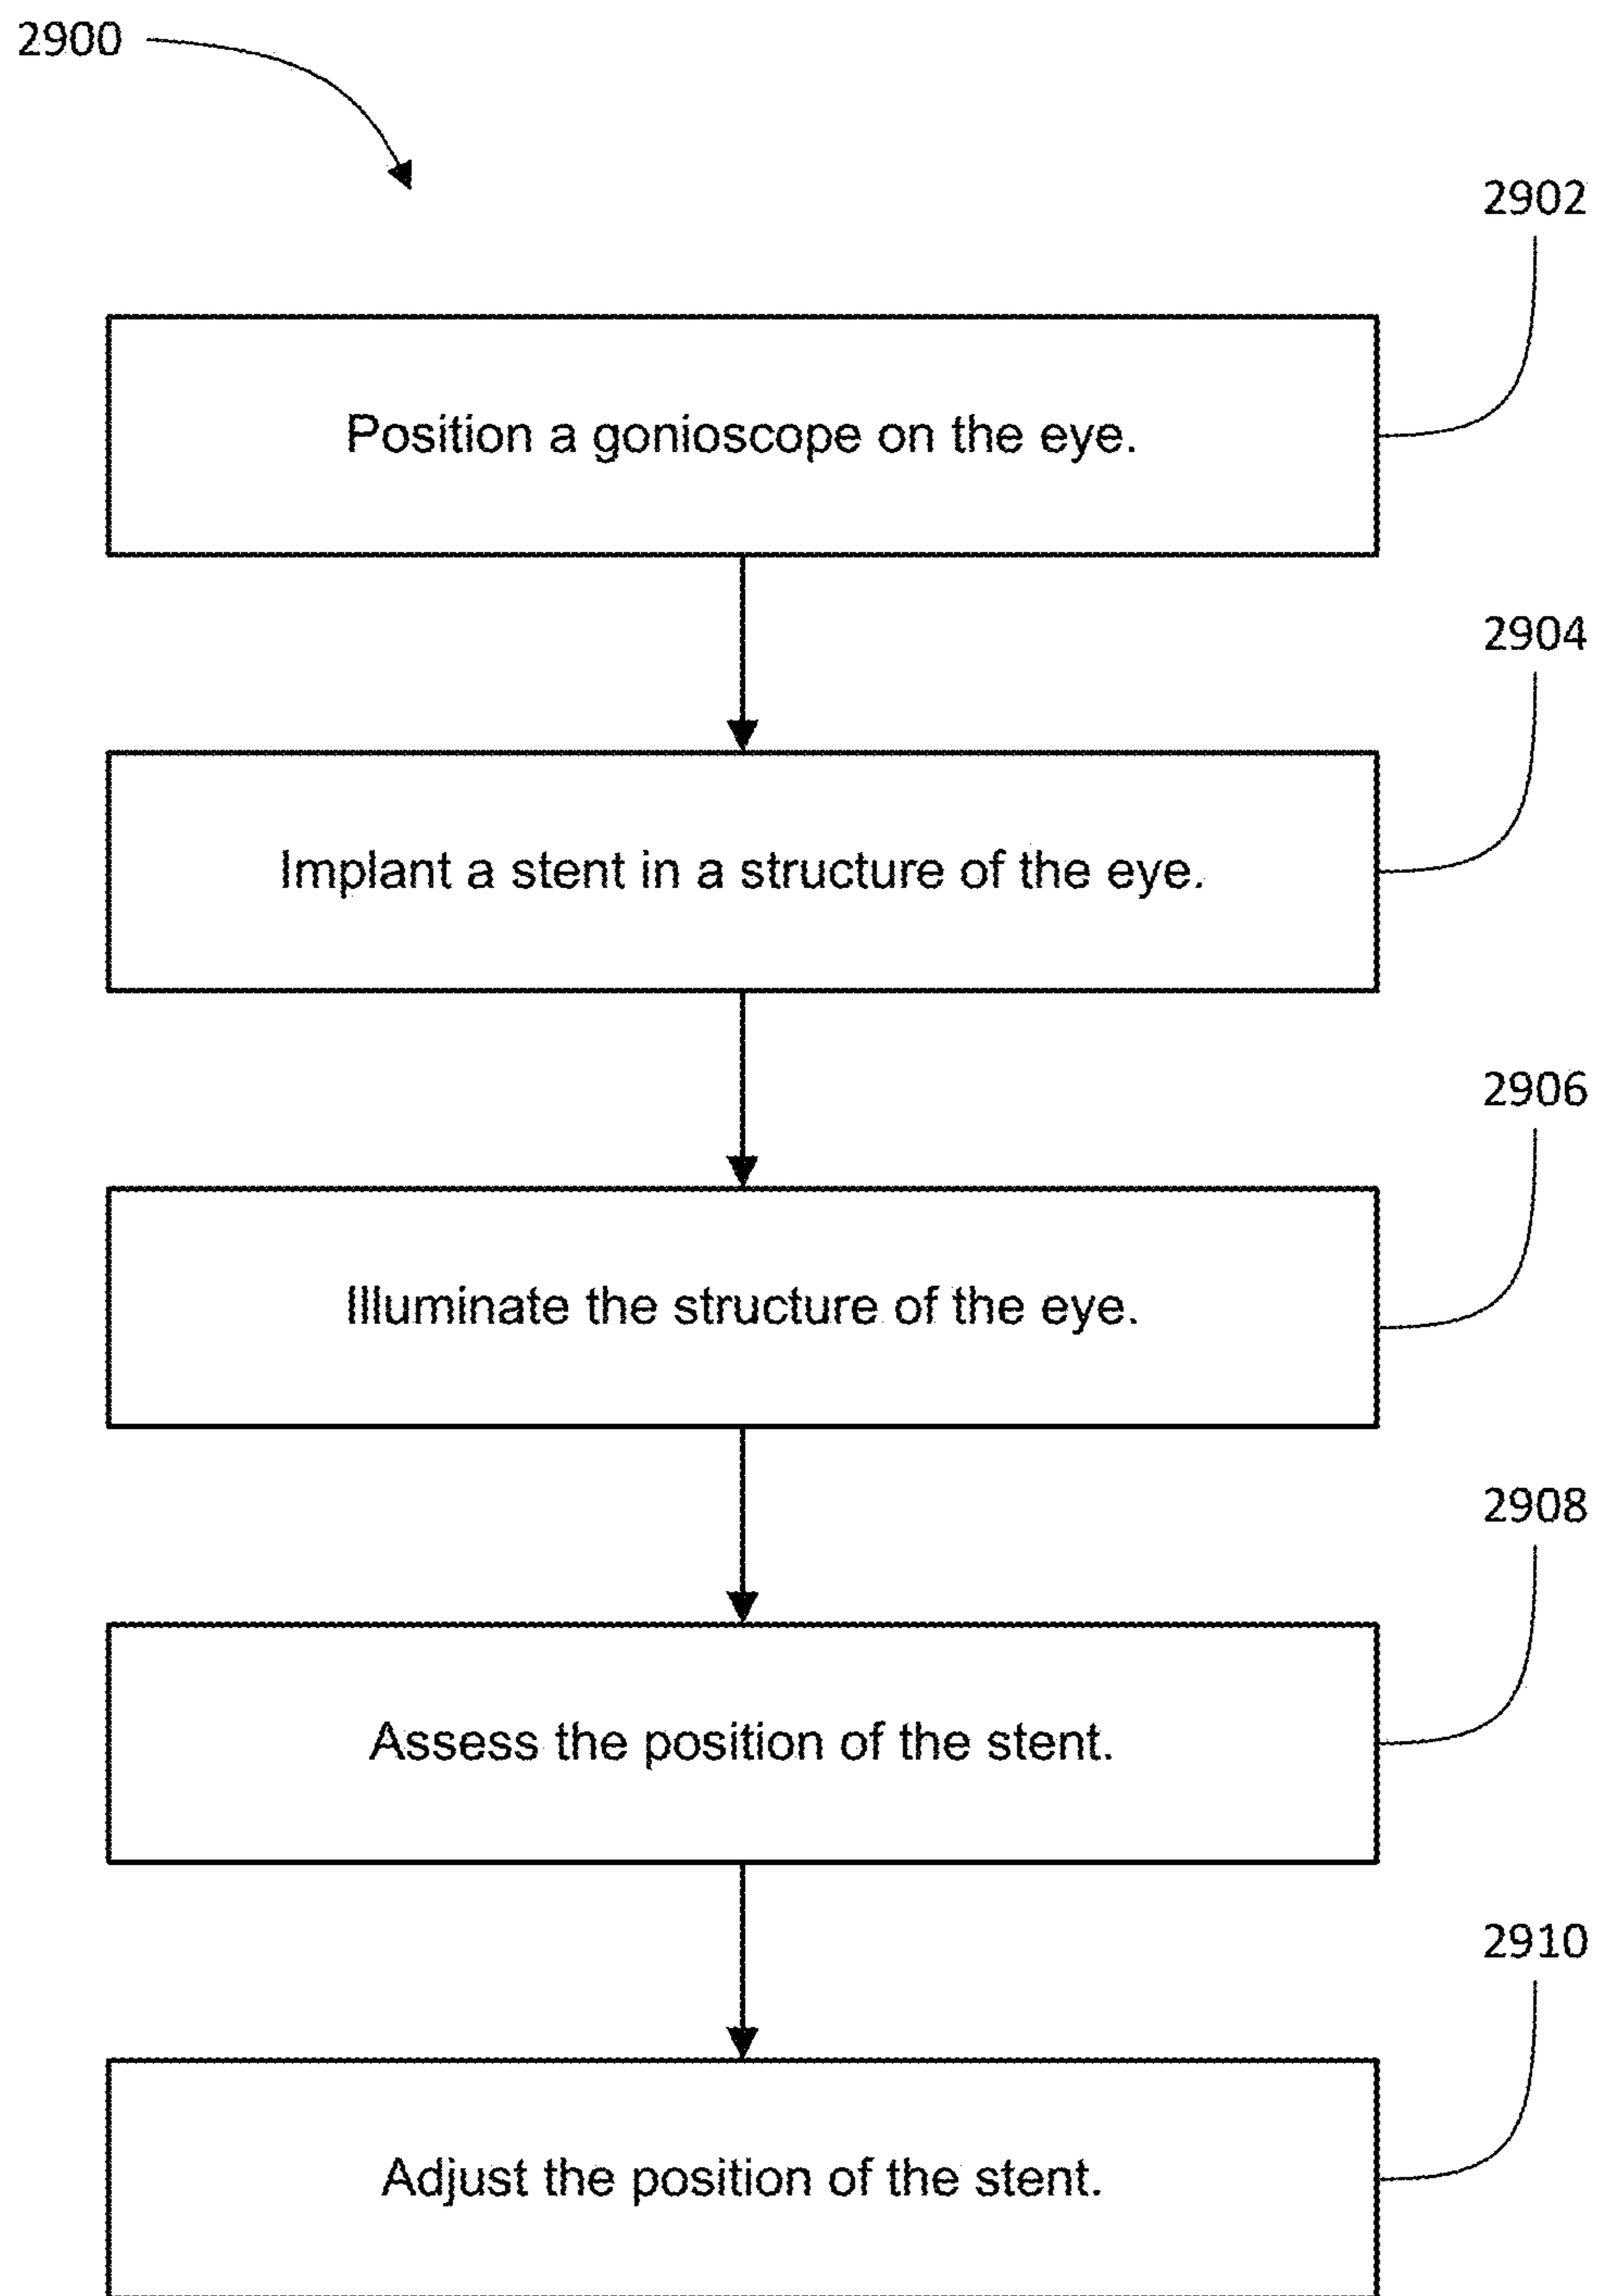 2900
2902
Position a gonioscope on the eye.
2904
Implant a stent in a structure of the eye.
2906
Illuminate the structure of the eye.
2908
Assess the position of the stent.
2910
Adjust the position of the stent.